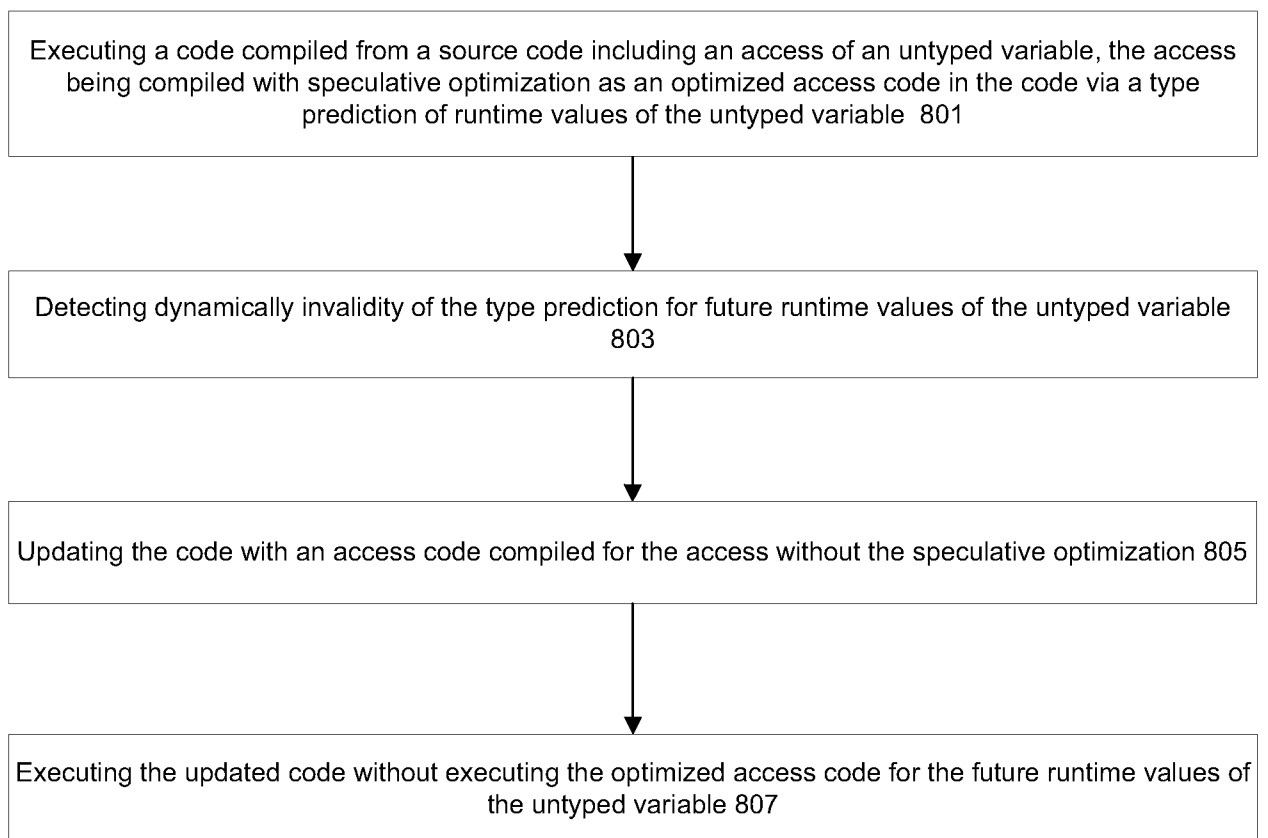 Executing a code compiled from a source code including an access of an untyped variable, the access
being compiled with speculative optimization as an optimized access code in the code via a type
prediction of runtime values of the untyped variable 801
Detecting dynamically invalidity of the type prediction for future runtime values of the untyped variable
803
Updating the code with an access code compiled for the access without the speculative optimization 805
Executing the updated code without executing the optimized access code for the future runtime values of
the untyped variable 807